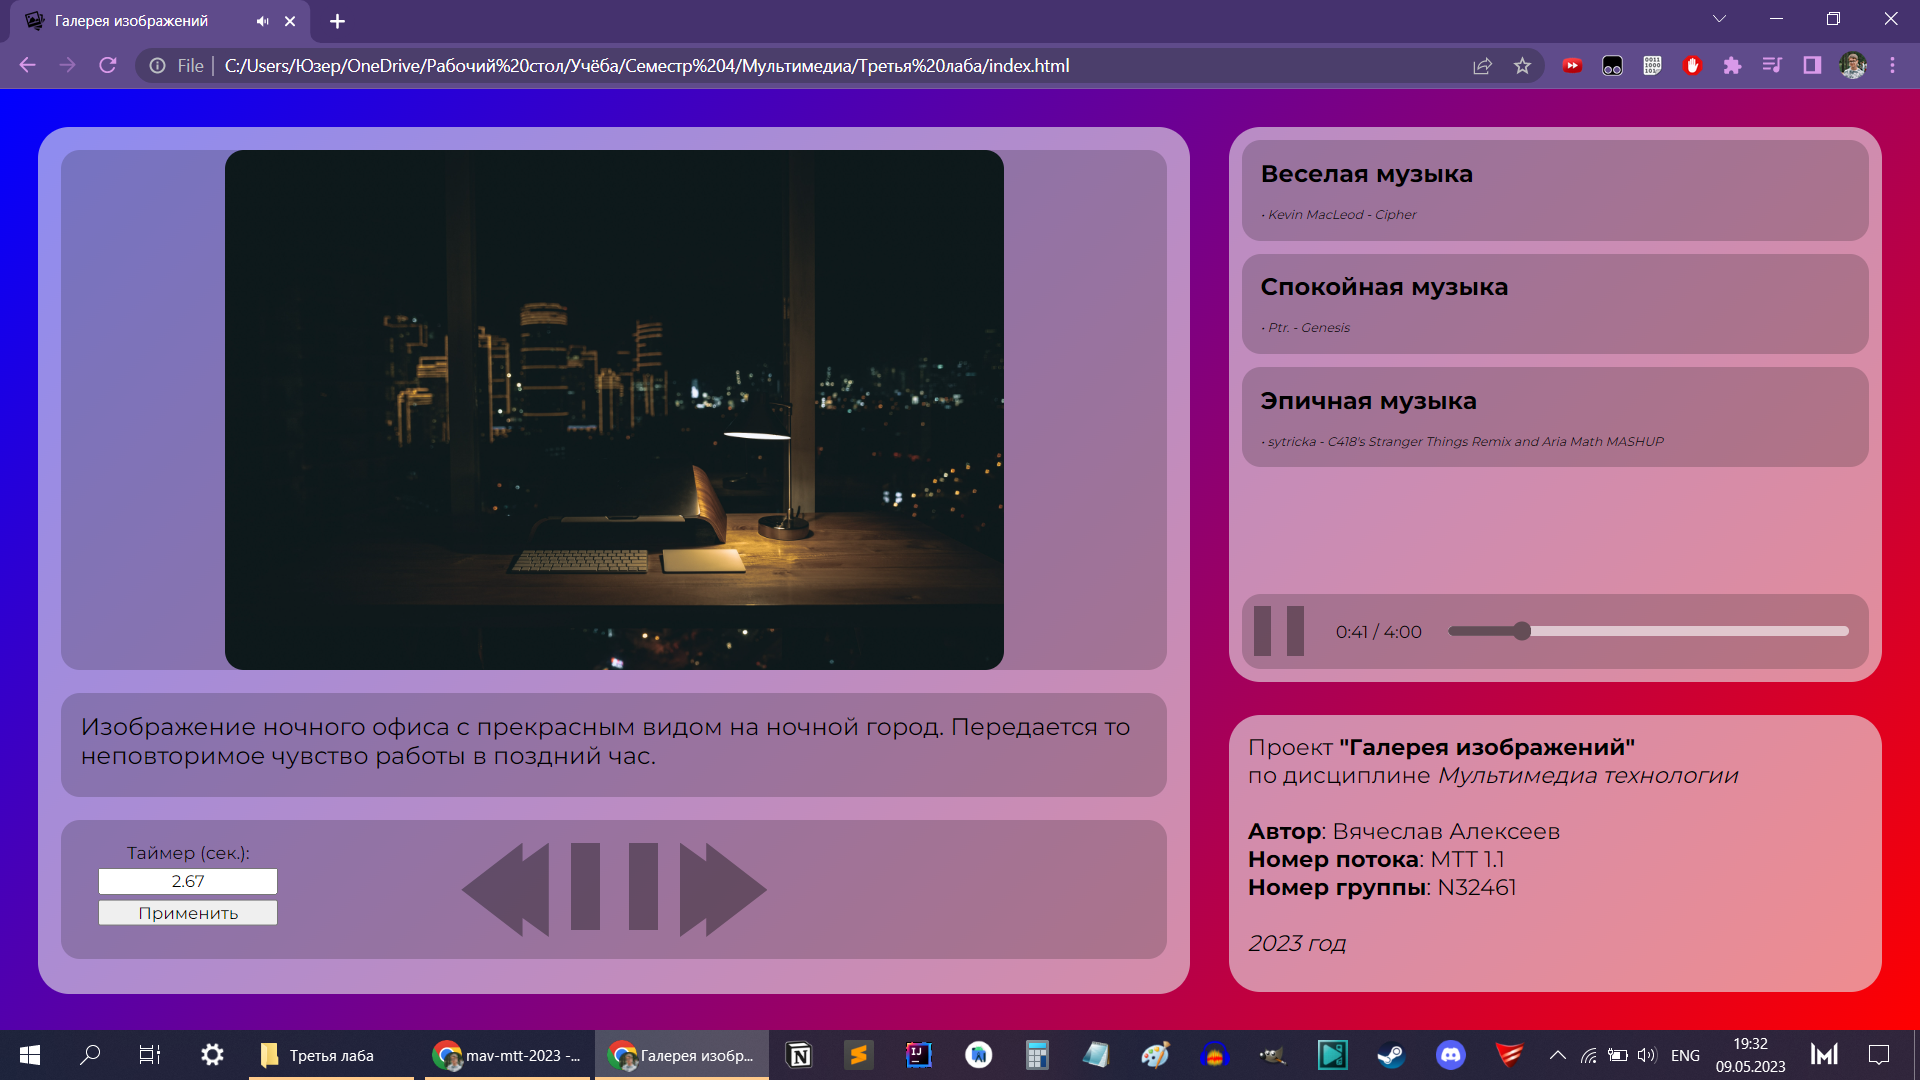 Галерея изображений
File
C:/Users/Юзер/OneDrive/Рабочий%20стол/Учёба/Семестр%204/Мультимедиа/Третья%20лаба/index.html
Изображение ночного офиса с прекрасным видом на ночной город. Передается то
неповторимое чувство работы в поздний час.
Таймер (сек.):
2.67
Применить
Веселая музыка
• Kevin MacLeod - Cipher
Спокойная музыка
• Ptr. - Genesis
Эпичная музыка
• sytricka - C418's Stranger Things Remix and Aria Math MASHUP
0:41 / 4:00
Проект "Галерея изображений"
по дисциплине Мультимедиа технологии
Автор: Вячеслав Алексеев
Номер потока: МТТ 1.1
Номер группы: N32461
2023 год
Третья лаба
mav-mtt-2023 -...
Галерея изобр...
ENG
19:32
09.05.2023